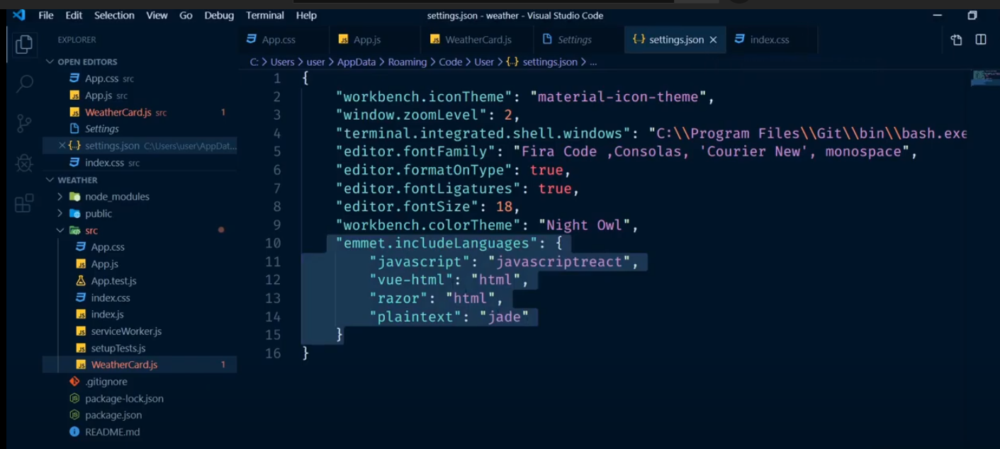 File Edit Selection View Go Debug Terminal Help settings.json - weather - Visual Studio Code
EXPLORER
OPEN EDITORS
App.css src
App.js src
WeatherCard.js src 1
Settings
settings.json C:\Users\user\AppDat...
index.css src
WEATHER
node_modules
public
src
App.css
App.js
App.test.js
index.css
index.js
serviceWorker.js
setupTests.js
WeatherCard.js 1
.gitignore
package-lock.json
package.json
README.md
App.css App.js WeatherCard.js Settings settings.json index.css
C: > Users > user > AppData > Roaming > Code > User > {..} settings.json > ...
1 {
2 "workbench.iconTheme": "material-icon-theme",
3 "window.zoomLevel": 2,
4 "terminal.integrated.shell.windows": "C:\\Program Files\\Git\\bin\\bash.exe
5 "editor.fontFamily": "Fira Code ,Consolas, 'Courier New', monospace",
6 "editor.formatOnType": true,
7 "editor.fontLigatures": true,
8 "editor.fontSize": 18,
9 "workbench.colorTheme": "Night Owl",
10 "emmet.includeLanguages": {
11 "javascript": "javascriptreact",
12 "vue-html": "html",
13 "razor": "html",
14 "plaintext": "jade"
15 }
16 }